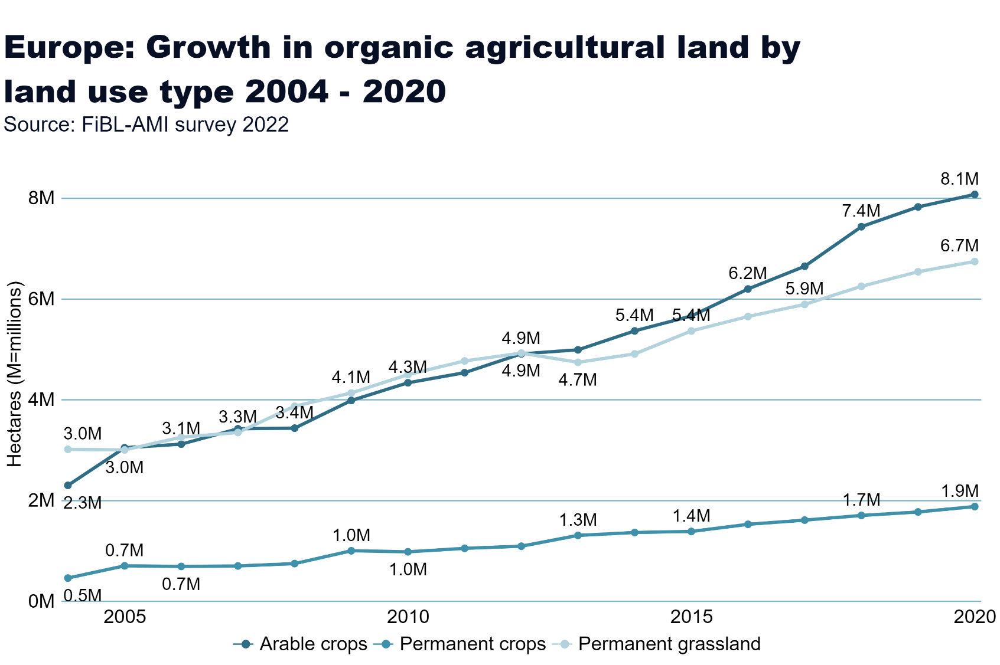 Europe: Growth in organic agricultural land by
land use type 2004 - 2020
Source: FiBL-AMI survey 2022
Hectares (M=millions)
8.1M
8M
7.4M
6.7M
6.2M
5.9M
6M
5.4M
5.4M
4.9M
4.3M
4.9M
4.1M
4.7M
4M
3.4M
3.3M
3.1M
3.0M
3.0M
2M
2.3M
1.9M
1.7M
1.4M
1.3M
1.0M
0.7M
1.0M
0.7M
0.5M
0M
2005
2010
2015
2020
Arable crops
Permanent crops
Permanent grassland